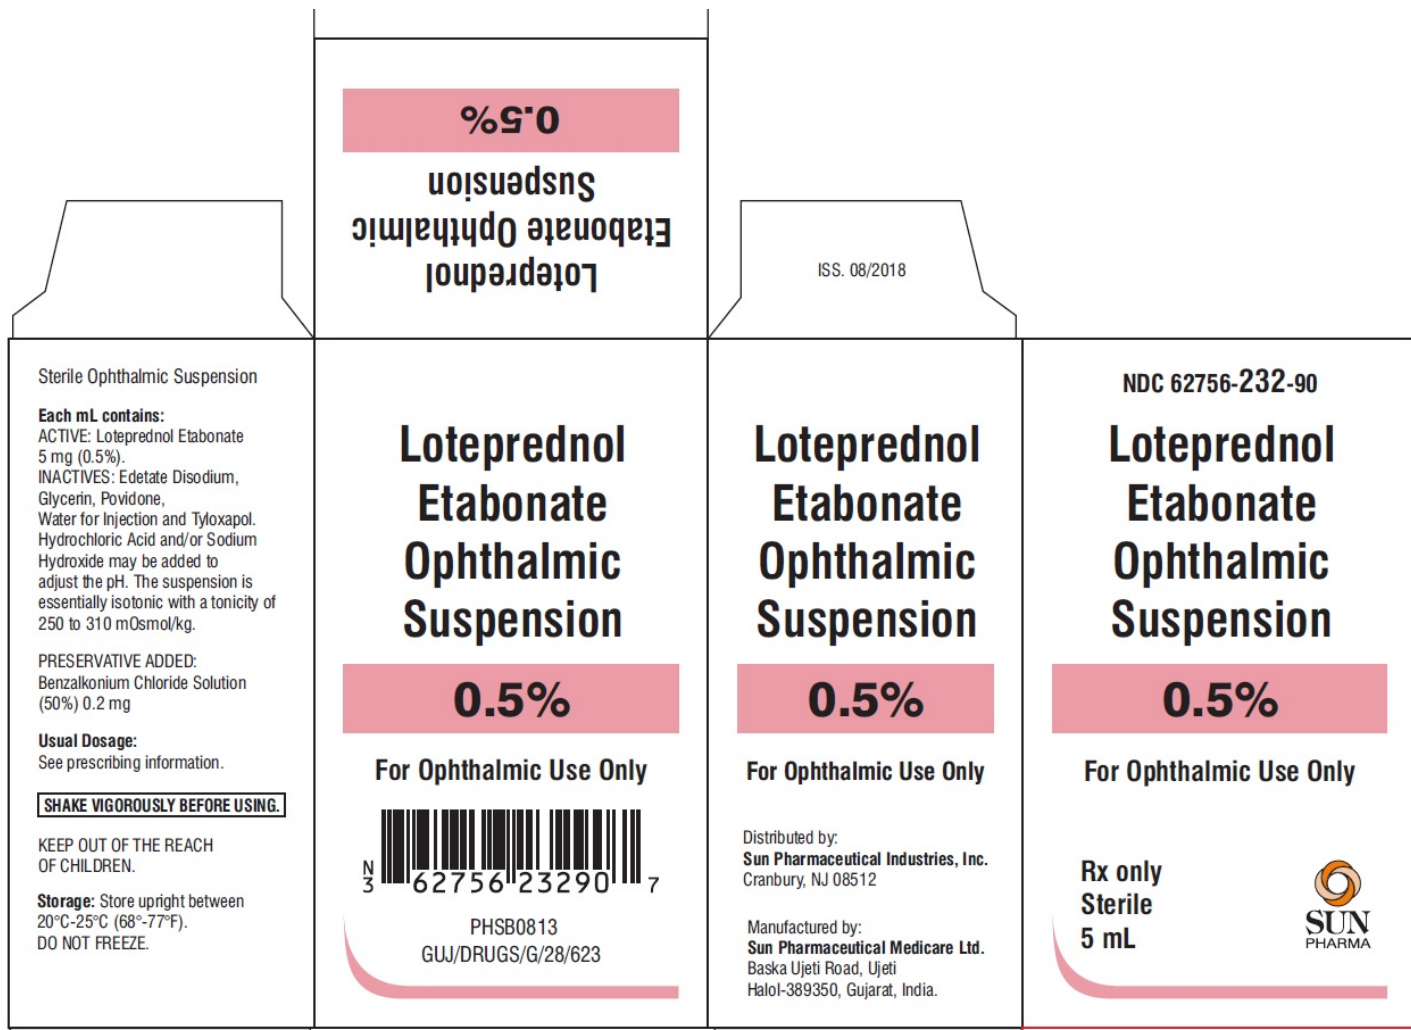 0.5%
Loteprednol
Etabonate Ophthalmic
Suspension
ISS. 08/2018
Sterile Ophthalmic Suspension
Each mL contains:
ACTIVE: Loteprednol Etabonate
5 mg (0.5%).
INACTIVES: Edetate Disodium,
Glycerin, Povidone,
Water for Injection and Tyloxapol.
Hydrochloric Acid and/or Sodium
Hydroxide may be added to
adjust the pH. The suspension is
essentially isotonic with a tonicity of
250 to 310 mOsmol/kg.
PRESERVATIVE ADDED:
Benzalkonium Chloride Solution
(50%) 0.2 mg
Usual Dosage:
See prescribing information.
SHAKE VIGOROUSLY BEFORE USING.
KEEP OUT OF THE REACH
OF CHILDREN.
Storage: Store upright between
20°C-25°C (68°-77°F).
DO NOT FREEZE.
Loteprednol
Etabonate
Ophthalmic
Suspension
0.5%
For Ophthalmic Use Only
N
3 62756 23290 7
PHSB0813
GUJ/DRUGS/G/28/623
Loteprednol
Etabonate
Ophthalmic
Suspension
0.5%
For Ophthalmic Use Only
Distributed by:
Sun Pharmaceutical Industries, Inc.
Cranbury, NJ 08512
Manufactured by:
Sun Pharmaceutical Medicare Ltd.
Baska Ujeti Road, Ujeti
Halol-389350, Gujarat, India.
NDC 62756-232-90
Loteprednol
Etabonate
Ophthalmic
Suspension
0.5%
For Ophthalmic Use Only
Rx only
Sterile
5 mL
SUN
PHARMA